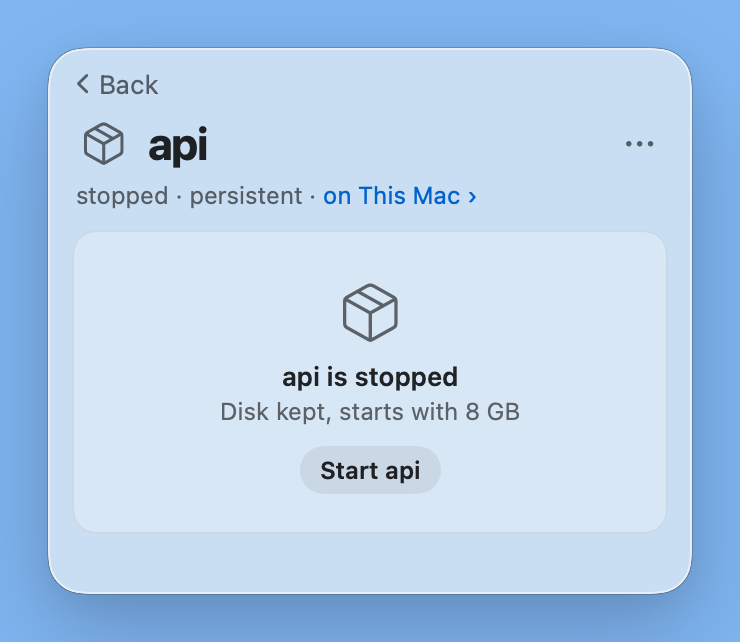 Back
api
stopped · persistent · on This Mac ›
api is stopped
Disk kept, starts with 8 GB
Start api